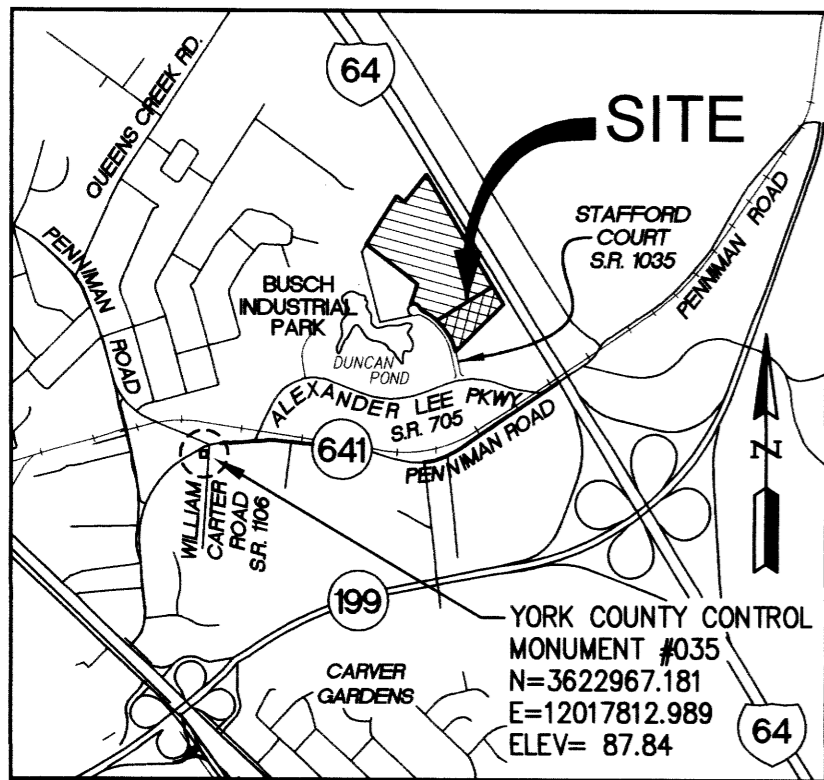 QUEENS CREEK RD.
64
SITE
STAFFORD
COURT
S.R. 1035
PENNIMAN ROAD
PENNIMAN ROAD
BUSCH
INDUSTRIAL
PARK
DUNCAN
POND
ALEXANDER LEE PKWY
S.R. 705
641
PENNIMAN ROAD
N
WILLIAM
CARTER
ROAD
S.R. 1106
199
YORK COUNTY CONTROL
MONUMENT #035
N=3622967.181
E=12017812.989
ELEV= 87.84
CARVER
GARDENS
64